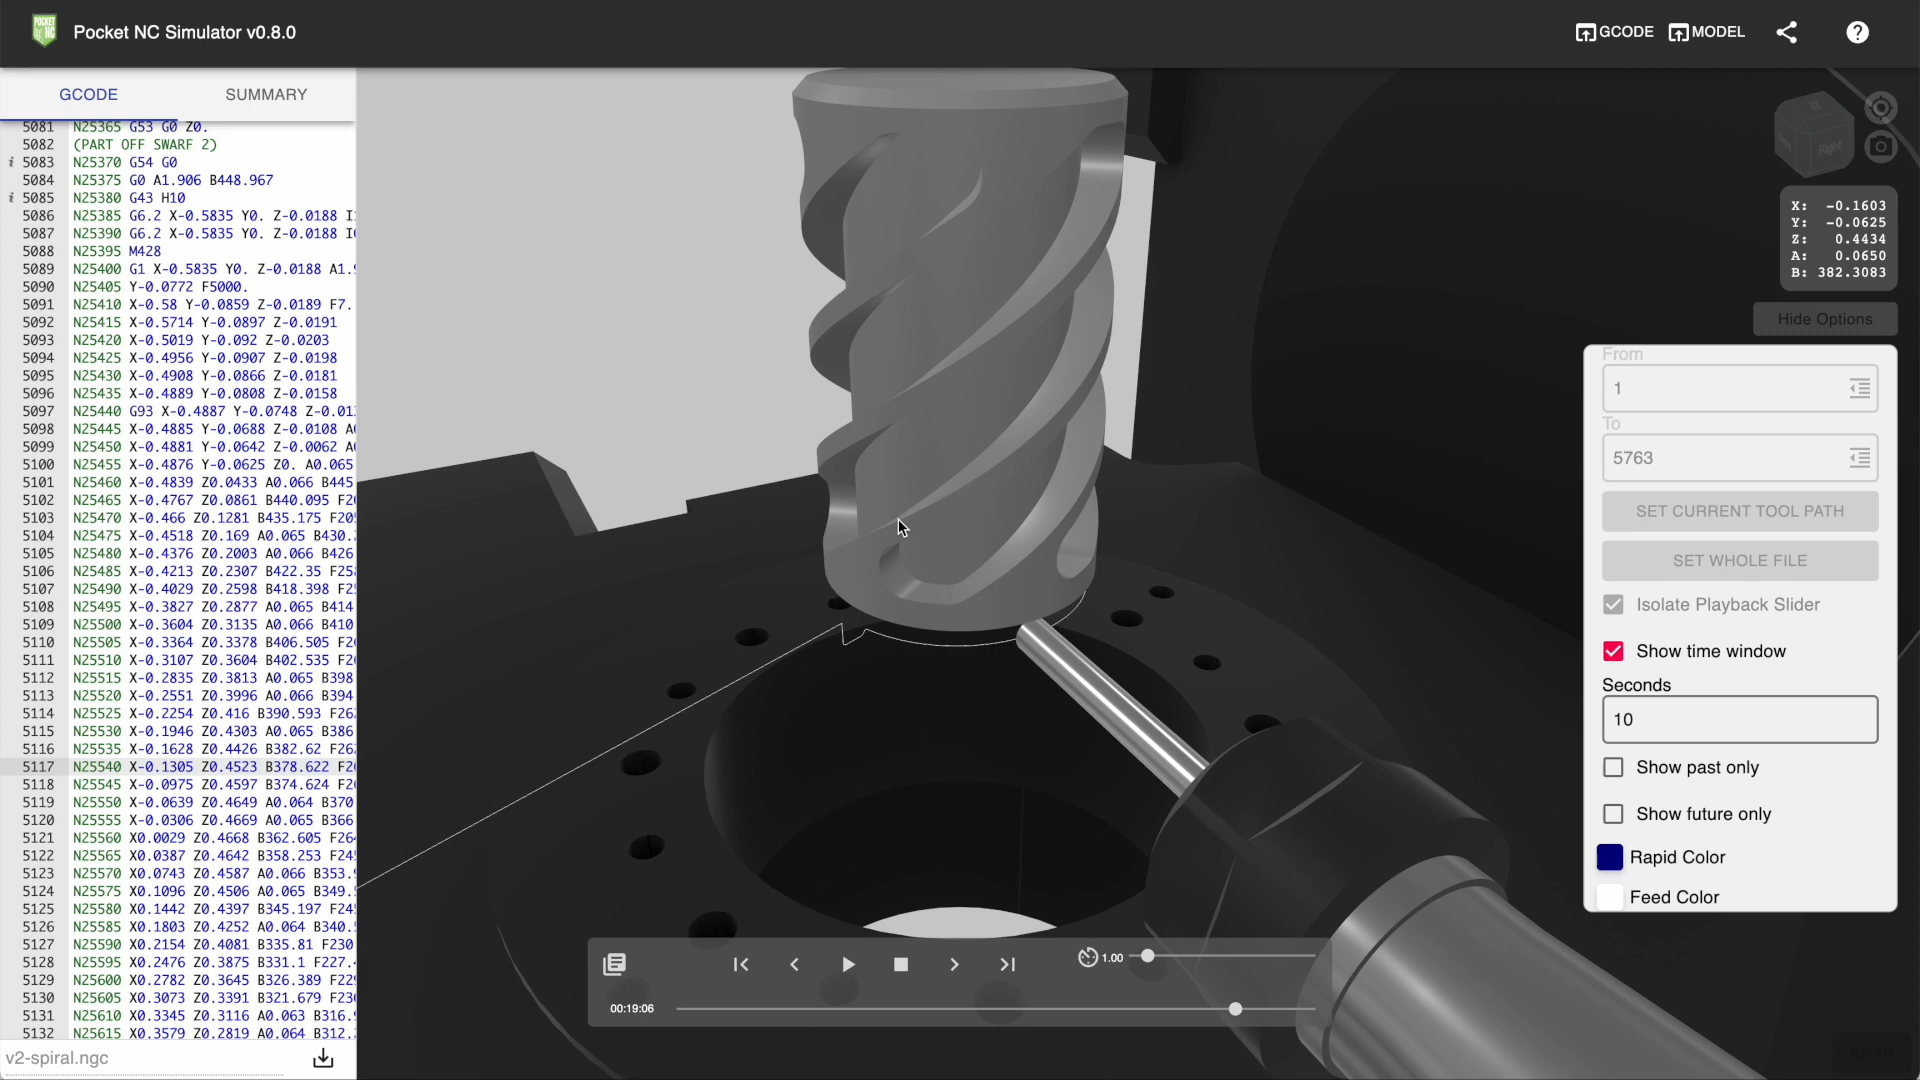 Pocket NC Simulator v0.8.0
GCODE
MODEL
GCODE
SUMMARY
5081 N25365 G53 G0 Z0.
5082 (PART OFF SWARF 2)
5083 N25370 G54 G0
5084 N25375 G0 A1.906 B448.967
5085 N25380 G43 H10
5086 N25385 G6.2 X-0.5835 Y0. Z-0.0188
5087 N25390 G6.2 X-0.5835 Y0. Z-0.0188
5088 N25395 M428
5089 N25400 G1 X-0.5835 Y0. Z-0.0188 A1.9
5090 N25405 Y-0.0772 F5000.
5091 N25410 X-0.58 Y-0.0859 Z-0.0189 F7.
5092 N25415 X-0.5714 Y-0.0897 Z-0.0191
5093 N25420 X-0.5019 Y-0.092 Z-0.0203
5094 N25425 X-0.4956 Y-0.0907 Z-0.0198
5095 N25430 X-0.4908 Y-0.0866 Z-0.0181
5096 N25435 X-0.4889 Y-0.0808 Z-0.0158
5097 N25440 G93 X-0.4887 Y-0.0748 Z-0.01
5098 N25445 X-0.4885 Y-0.0688 Z-0.0108 A
5099 N25450 X-0.4881 Y-0.0642 Z-0.0062 A
5100 N25455 X-0.4876 Y-0.0625 Z0. A0.065
5101 N25460 X-0.4839 Z0.0433 A0.066 B445
5102 N25465 X-0.4767 Z0.0861 B440.095 F2
5103 N25470 X-0.466 Z0.1281 B435.175 F20
5104 N25475 X-0.4518 Z0.169 A0.065 B430.
5105 N25480 X-0.4376 Z0.2003 A0.066 B426
5106 N25485 X-0.4213 Z0.2307 B422.35 F25
5107 N25490 X-0.4029 Z0.2598 B418.398 F2
5108 N25495 X-0.3827 Z0.2877 A0.065 B414
5109 N25500 X-0.3604 Z0.3135 A0.066 B410
5110 N25505 X-0.3364 Z0.3378 B406.505 F2
5111 N25510 X-0.3107 Z0.3604 B402.535 F2
5112 N25515 X-0.2835 Z0.3813 A0.065 B398
5113 N25520 X-0.2551 Z0.3996 A0.066 B394
5114 N25525 X-0.2254 Z0.416 B390.593 F26
5115 N25530 X-0.1946 Z0.4303 A0.065 B386
5116 N25535 X-0.1628 Z0.4426 B382.62 F26
5117 N25540 X-0.1305 Z0.4523 B378.622 F2
5118 N25545 X-0.0975 Z0.4597 B374.624 F2
5119 N25550 X-0.0639 Z0.4649 A0.064 B370
5120 N25555 X-0.0306 Z0.4669 A0.065 B366
5121 N25560 X0.0029 Z0.4668 B362.605 F26
5122 N25565 X0.0387 Z0.4642 B358.253 F24
5123 N25570 X0.0743 Z0.4587 A0.066 B353.
5124 N25575 X0.1096 Z0.4506 A0.065 B349.
5125 N25580 X0.1442 Z0.4397 B345.197 F24
5126 N25585 X0.1803 Z0.4252 A0.064 B340.
5127 N25590 X0.2154 Z0.4081 B335.81 F230
5128 N25595 X0.2476 Z0.3875 B331.1 F227.
5129 N25600 X0.2782 Z0.3645 B326.389 F22
5130 N25605 X0.3073 Z0.3391 B321.679 F23
5131 N25610 X0.3345 Z0.3116 A0.063 B316.
5132 N25615 X0.3579 Z0.2819 A0.064 B312.
v2-spiral.ngc
Right
X: -0.1603
Y: -0.0625
Z: 0.4434
A: 0.0650
B: 382.3083
Hide Options
From
1
To
5763
SET CURRENT TOOL PATH
SET WHOLE FILE
Isolate Playback Slider
Show time window
Seconds
10
Show past only
Show future only
Rapid Color
Feed Color
1.00
00:19:06